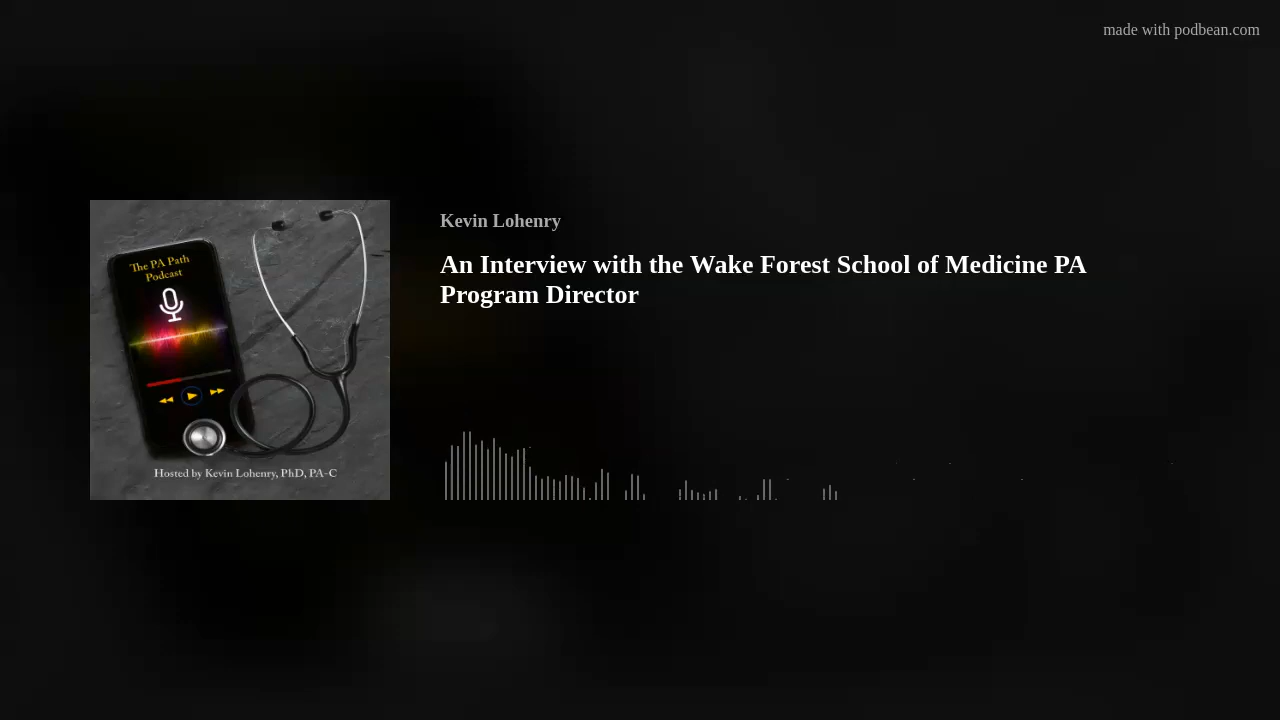 made with podbean.com
The PA Path
Podcast
Hosted by Kevin Lohenry, PhD, PA-C
Kevin Lohenry
An Interview with the Wake Forest School of Medicine PA
Program Director